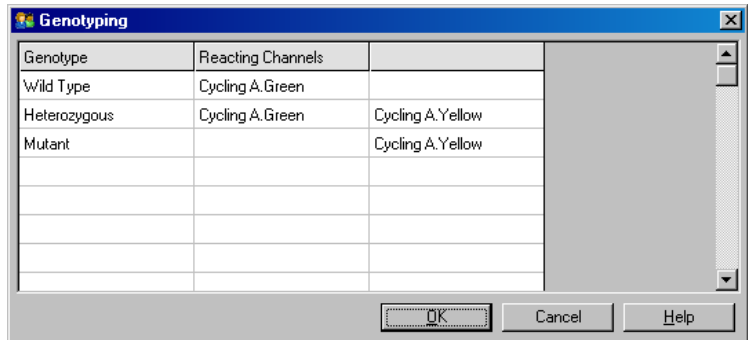 Genotyping
Genotype Reacting Channels
Wild Type Cycling A.Green
Heterozygous Cycling A.Green Cycling A.Yellow
Mutant Cycling A.Yellow
OK Cancel Help